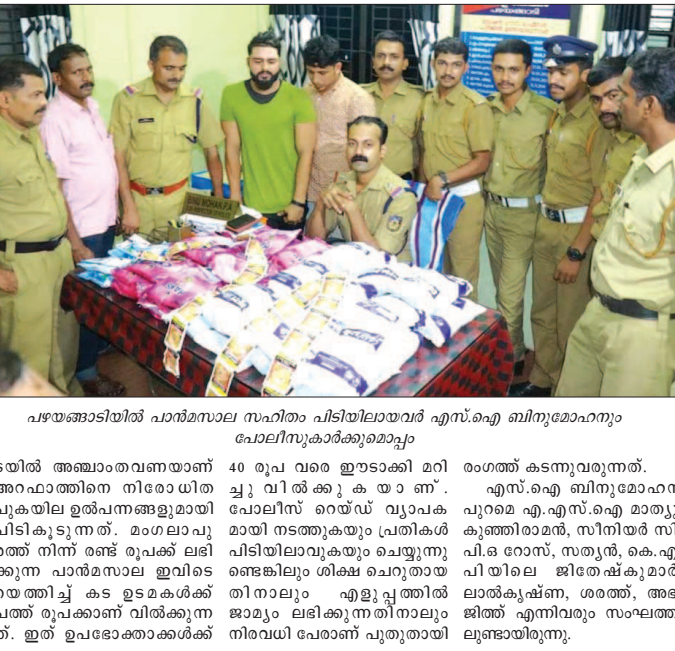 BINU MOHAN P.A
പഴയങ്ങാടിയിൽ പാൻമസാല സഹിതം പിടിയിലായവർ എസ്.ഐ ബിനുമോഹനും
പോലീസുകാർക്കുമൊപ്പം
ടയിൽ അഞ്ചാംതവണയാണ്
അറഫാത്തിനെ നിരോധിത
പുകയില ഉൽപന്നങ്ങളുമായി
പിടികൂടുന്നത്. മംഗലാപു
രത്ത് നിന്ന് രണ്ട് രൂപക്ക് ലഭി
ക്കുന്ന പാൻമസാല ഇവിടെ
യെത്തിച്ച് കട ഉടമകൾക്ക്
പത്ത് രൂപക്കാണ് വിൽക്കുന്ന
ത്. ഇത് ഉപഭോക്താക്കൾക്ക്
40 രൂപ വരെ ഈടാക്കി മറി
ച്ചു വിൽക്കുകയാണ്.
പോലീസ് റെയ്ഡ് വ്യാപക
മായി നടത്തുകയും പ്രതികൾ
പിടിയിലാവുകയും ചെയ്യുന്നു
ണ്ടെങ്കിലും ശിക്ഷ ചെറുതായ
തിനാലും എളുപ്പത്തിൽ
ജാമ്യം ലഭിക്കുന്നതിനാലും
നിരവധി പേരാണ് പുതുതായി
രംഗത്ത് കടന്നുവരുന്നത്.
എസ്.ഐ ബിനുമോഹന
പുറമെ എ.എസ്.ഐ മാത്യു
കുഞ്ഞിരാമൻ, സീനിയർ സി
പി.ഒ റോസ്, സത്യൻ, കെ.എ
പിയിലെ ജിതേഷ്കുമാർ
ലാൽകൃഷ്ണ, ശരത്ത്, അഭി
ജിത്ത് എന്നിവരും സംഘത്ത
ലുണ്ടായിരുന്നു.